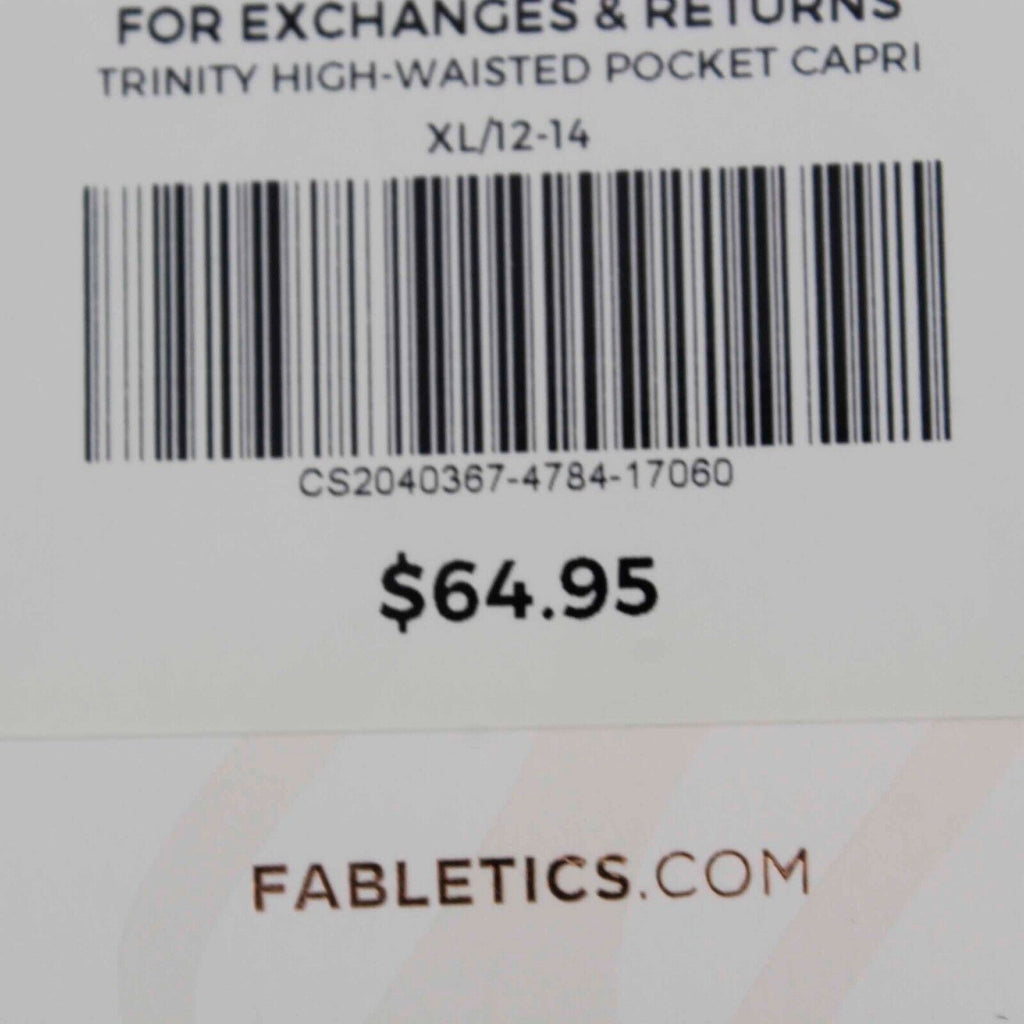 FOR EXCHANGES & RETURNS
TRINITY HIGH-WAISTED POCKET CAPRI
XL/12-14
CS2040367-4784-17060
$64.95
FABLETICS.COM